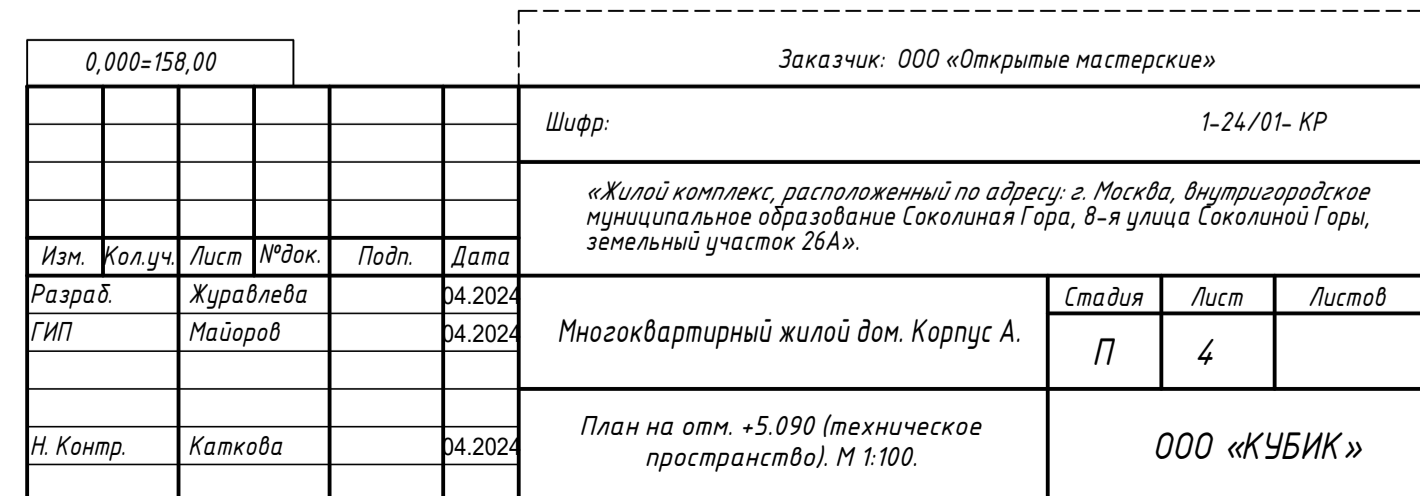 0,000=158,00
Заказчик: ООО «Открытые мастерские»
Шифр: 1-24/01- КР
«Жилой комплекс, расположенный по адресу: г. Москва, внутригородское
муниципальное образование Соколиная Гора, 8-я улица Соколиной Горы,
земельный участок 26А».
Изм. Кол.уч. Лист №док. Подп. Дата
Разраб. Журавлева 04.2024
ГИП Майоров 04.2024
Н. Контр. Каткова 04.2024
Многоквартирный жилой дом. Корпус А.
Стадия Лист Листов
П 4
План на отм. +5.090 (техническое
пространство). М 1:100.
ООО «КУБИК»